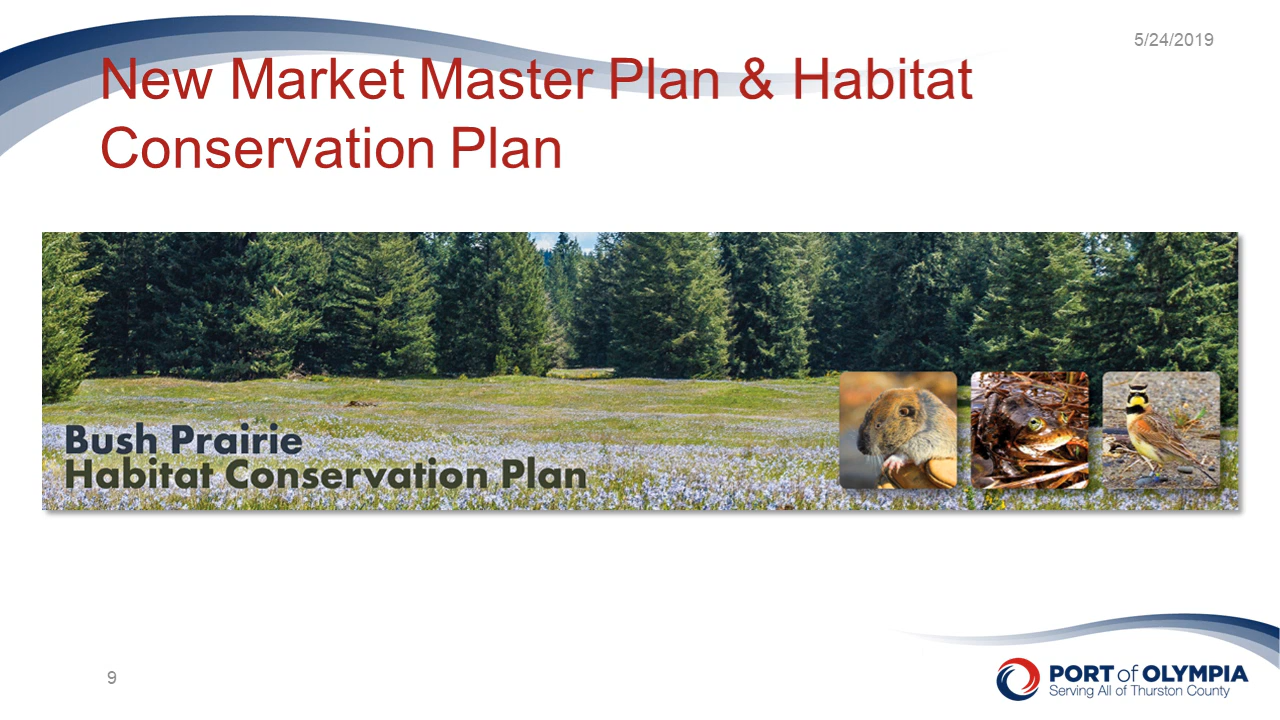 5/24/2019
New Market Master Plan & Habitat
Conservation Plan
Bush Prairie
Habitat Conservation Plan
9
PORT of OLYMPIA
Serving All of Thurston County